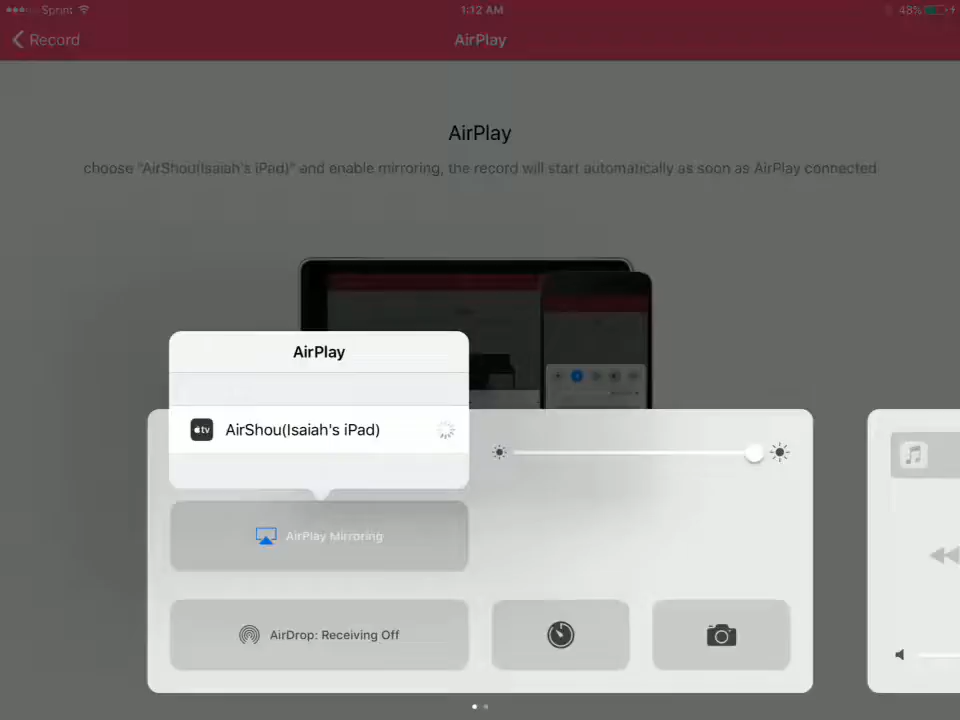 Sprint
1:12 AM
48%
Record
AirPlay
AirPlay
choose "AirShou(Isaiah's iPad)" and enable mirroring, the record will start automatically as soon as AirPlay connected
AirPlay
tv
AirShou(Isaiah's iPad)
AirPlay Mirroring
AirDrop: Receiving Off